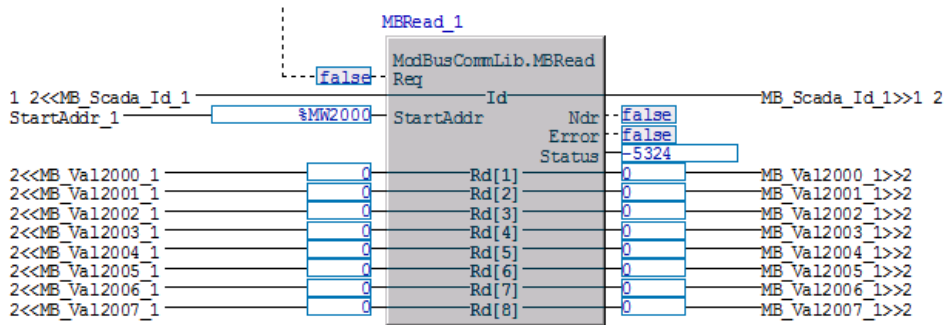 MBRead_1
ModBusCommLib.MBRead
false Req
1 2<<MB_Scada_Id_1 Id MB_Scada_Id_1>>1 2
StartAddr_1 %MW2000 StartAddr Ndr false
Error false
Status -5324
2<<MB_Val2000_1 0 Rd[1] 0 MB_Val2000_1>>2
2<<MB_Val2001_1 0 Rd[2] 0 MB_Val2001_1>>2
2<<MB_Val2002_1 0 Rd[3] 0 MB_Val2002_1>>2
2<<MB_Val2003_1 0 Rd[4] 0 MB_Val2003_1>>2
2<<MB_Val2004_1 0 Rd[5] 0 MB_Val2004_1>>2
2<<MB_Val2005_1 0 Rd[6] 0 MB_Val2005_1>>2
2<<MB_Val2006_1 0 Rd[7] 0 MB_Val2006_1>>2
2<<MB_Val2007_1 0 Rd[8] 0 MB_Val2007_1>>2